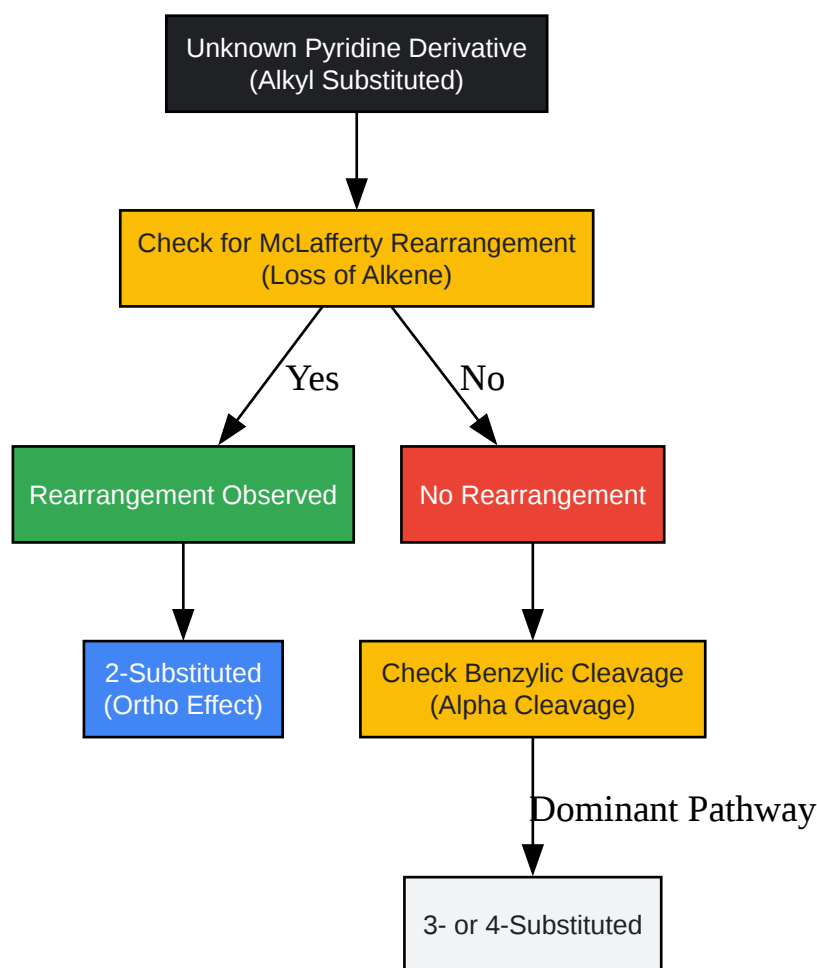 Unknown Pyridine Derivative
(Alkyl Substituted)
Check for McLafferty Rearrangement
(Loss of Alkene)
Yes
No
Rearrangement Observed
No Rearrangement
2-Substituted
(Ortho Effect)
Check Benzylic Cleavage
(Alpha Cleavage)
Dominant Pathway
3- or 4-Substituted